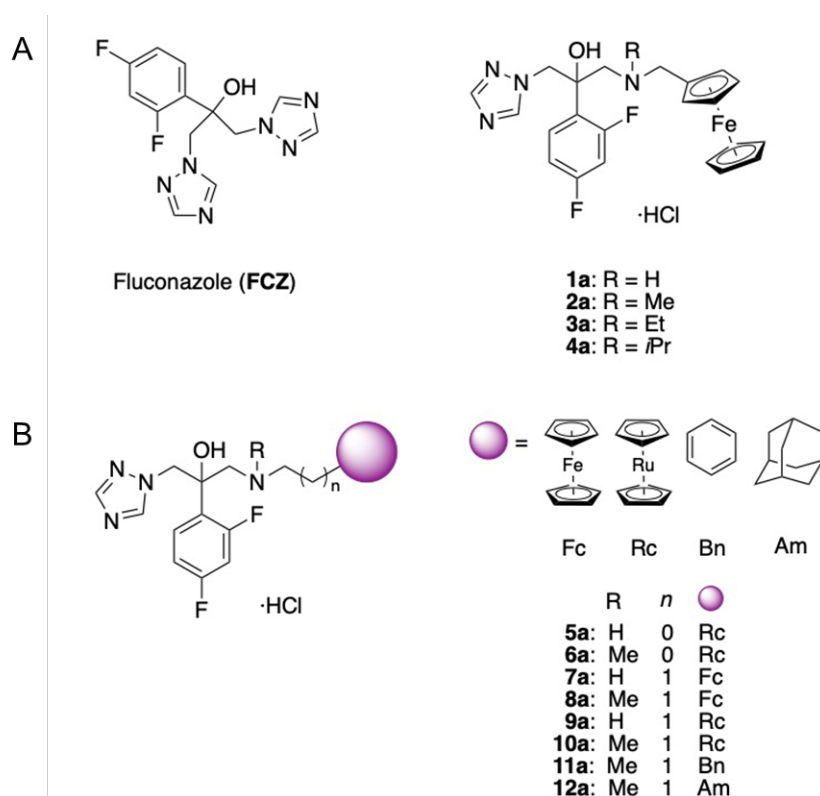 A
F
F
OH
N
N
N
N
N
N
Fluconazole (FCZ)
OH
R
N
N
N
N
F
F
Fe
·HCl
1a: R = H
2a: R = Me
3a: R = Et
4a: R = iPr
B
OH
R
N
N
N
N
n
F
F
·HCl
=
Fe
Ru
Fc Rc Bn Am
R n
5a: H 0 Rc
6a: Me 0 Rc
7a: H 1 Fc
8a: Me 1 Fc
9a: H 1 Rc
10a: Me 1 Rc
11a: Me 1 Bn
12a: Me 1 Am